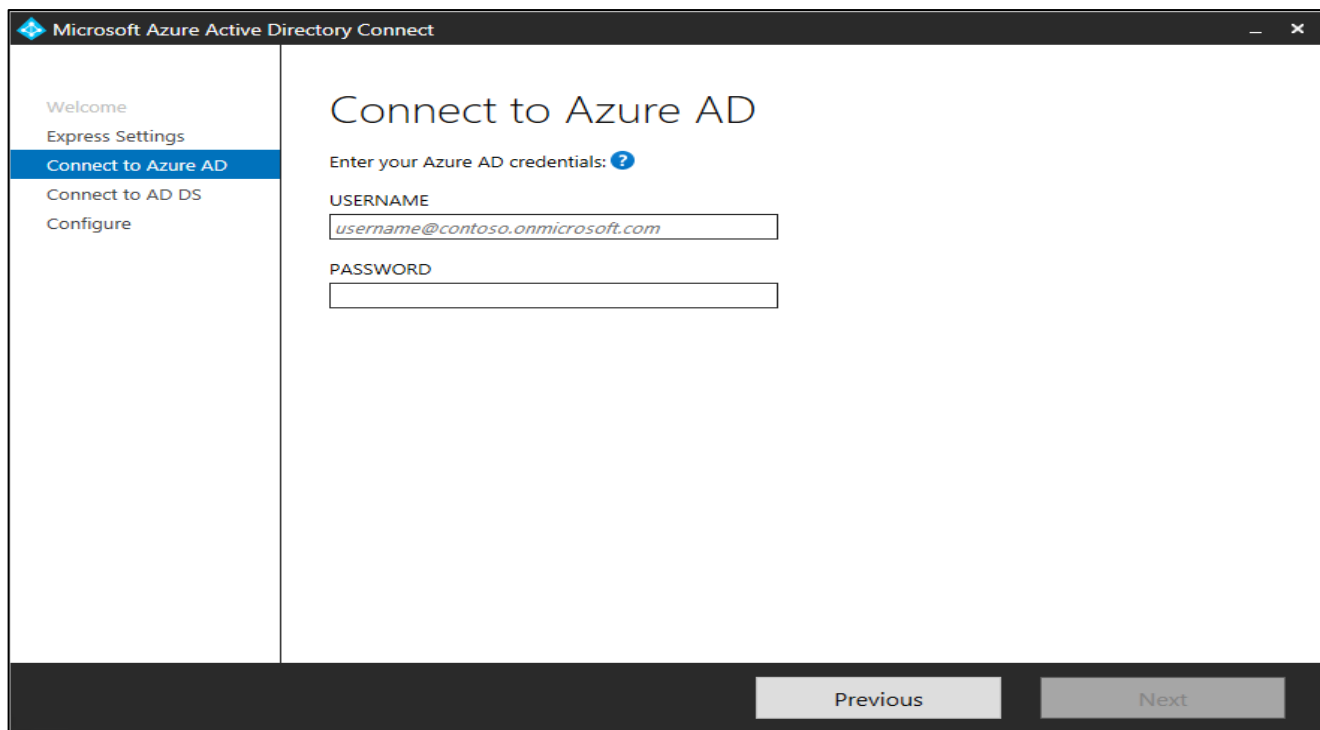 Microsoft Azure Active Directory Connect
Welcome
Express Settings
Connect to Azure AD
Connect to AD DS
Configure
Connect to Azure AD
Enter your Azure AD credentials: ?
USERNAME
username@contoso.onmicrosoft.com
PASSWORD
Previous
Next